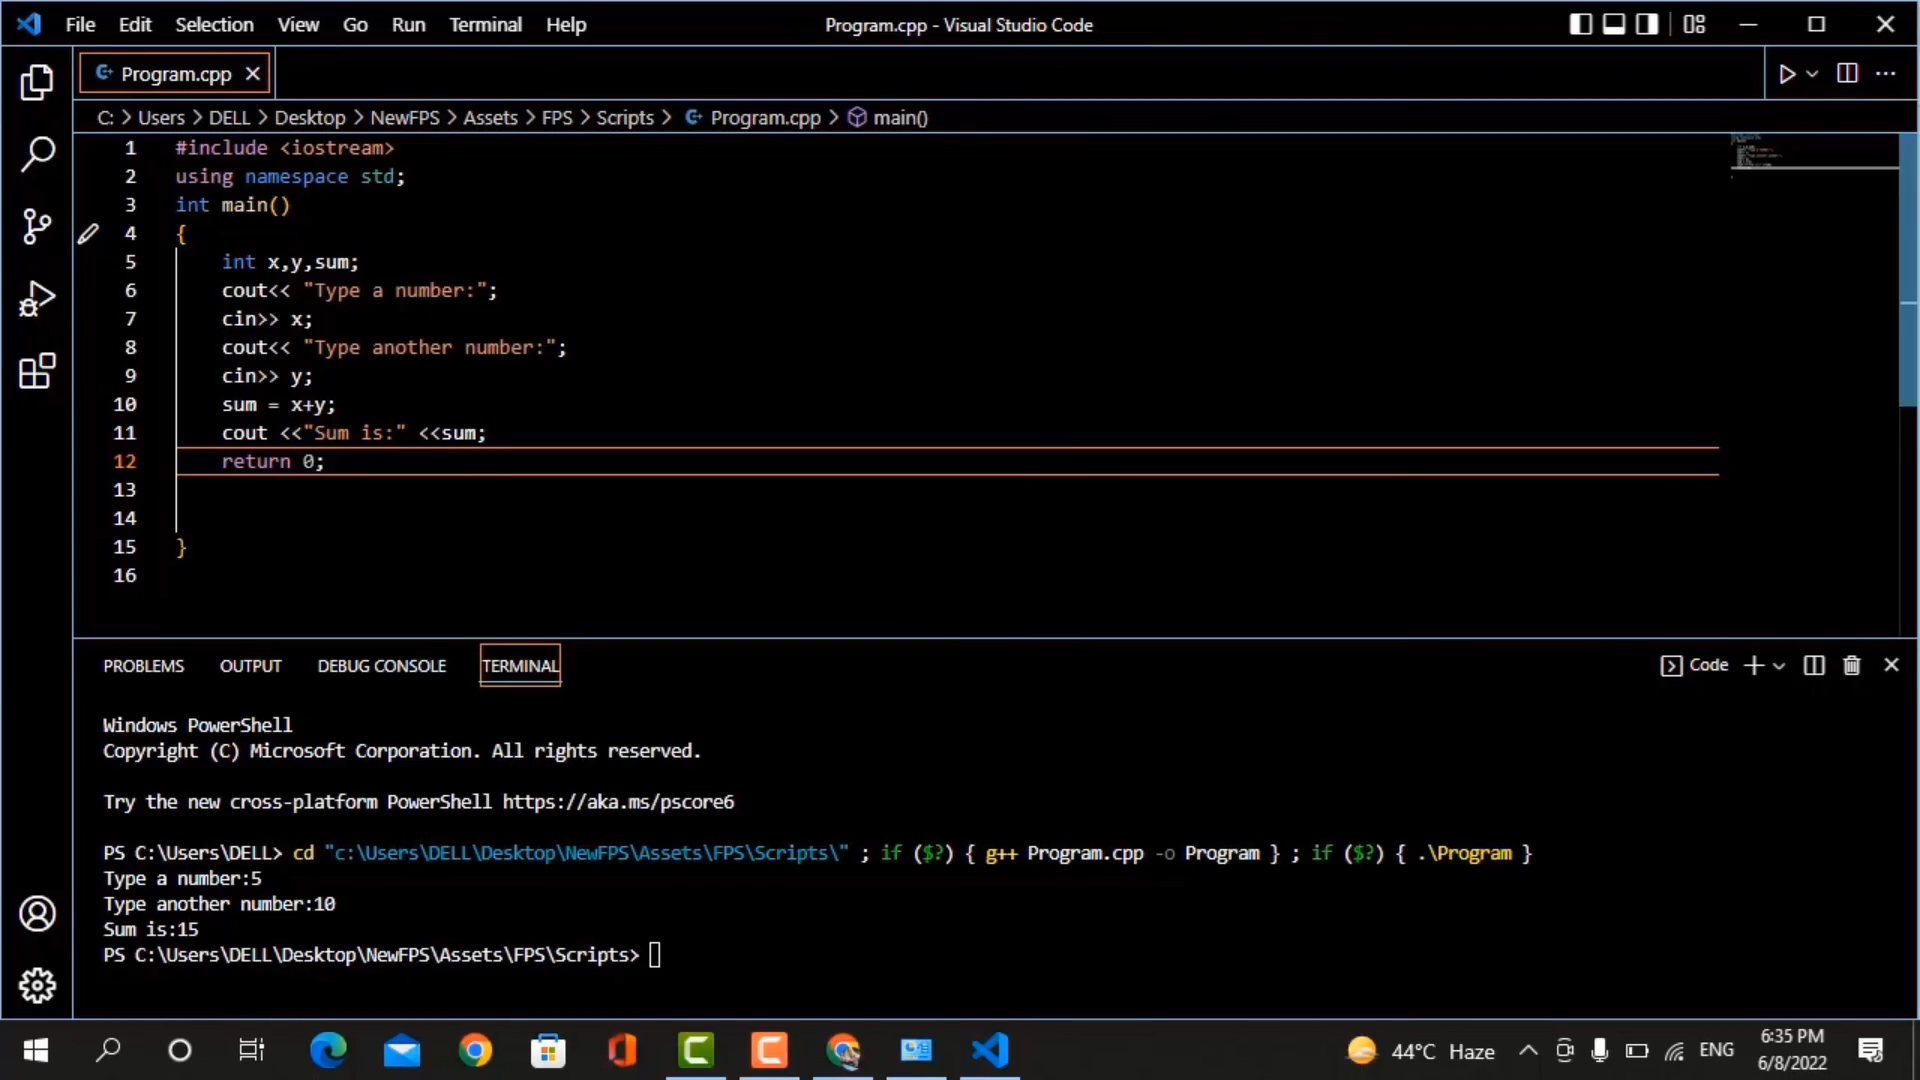 File Edit Selection View Go Run Terminal Help Program.cpp - Visual Studio Code
Program.cpp
C: > Users > DELL > Desktop > NewFPS > Assets > FPS > Scripts > Program.cpp > main()
1 #include <iostream>
2 using namespace std;
3 int main()
4 {
5 int x,y,sum;
6 cout<< "Type a number:";
7 cin>> x;
8 cout<< "Type another number:";
9 cin>> y;
10 sum = x+y;
11 cout <<"Sum is:" <<sum;
12 return 0;
13
14
15 }
16
PROBLEMS OUTPUT DEBUG CONSOLE TERMINAL Code
Windows PowerShell
Copyright (C) Microsoft Corporation. All rights reserved.
Try the new cross-platform PowerShell https://aka.ms/pscore6
PS C:\Users\DELL> cd "c:\Users\DELL\Desktop\NewFPS\Assets\FPS\Scripts\" ; if ($?) { g++ Program.cpp -o Program } ; if ($?) { .\Program }
Type a number:5
Type another number:10
Sum is:15
PS C:\Users\DELL\Desktop\NewFPS\Assets\FPS\Scripts>
44°C Haze ENG 6:35 PM
6/8/2022